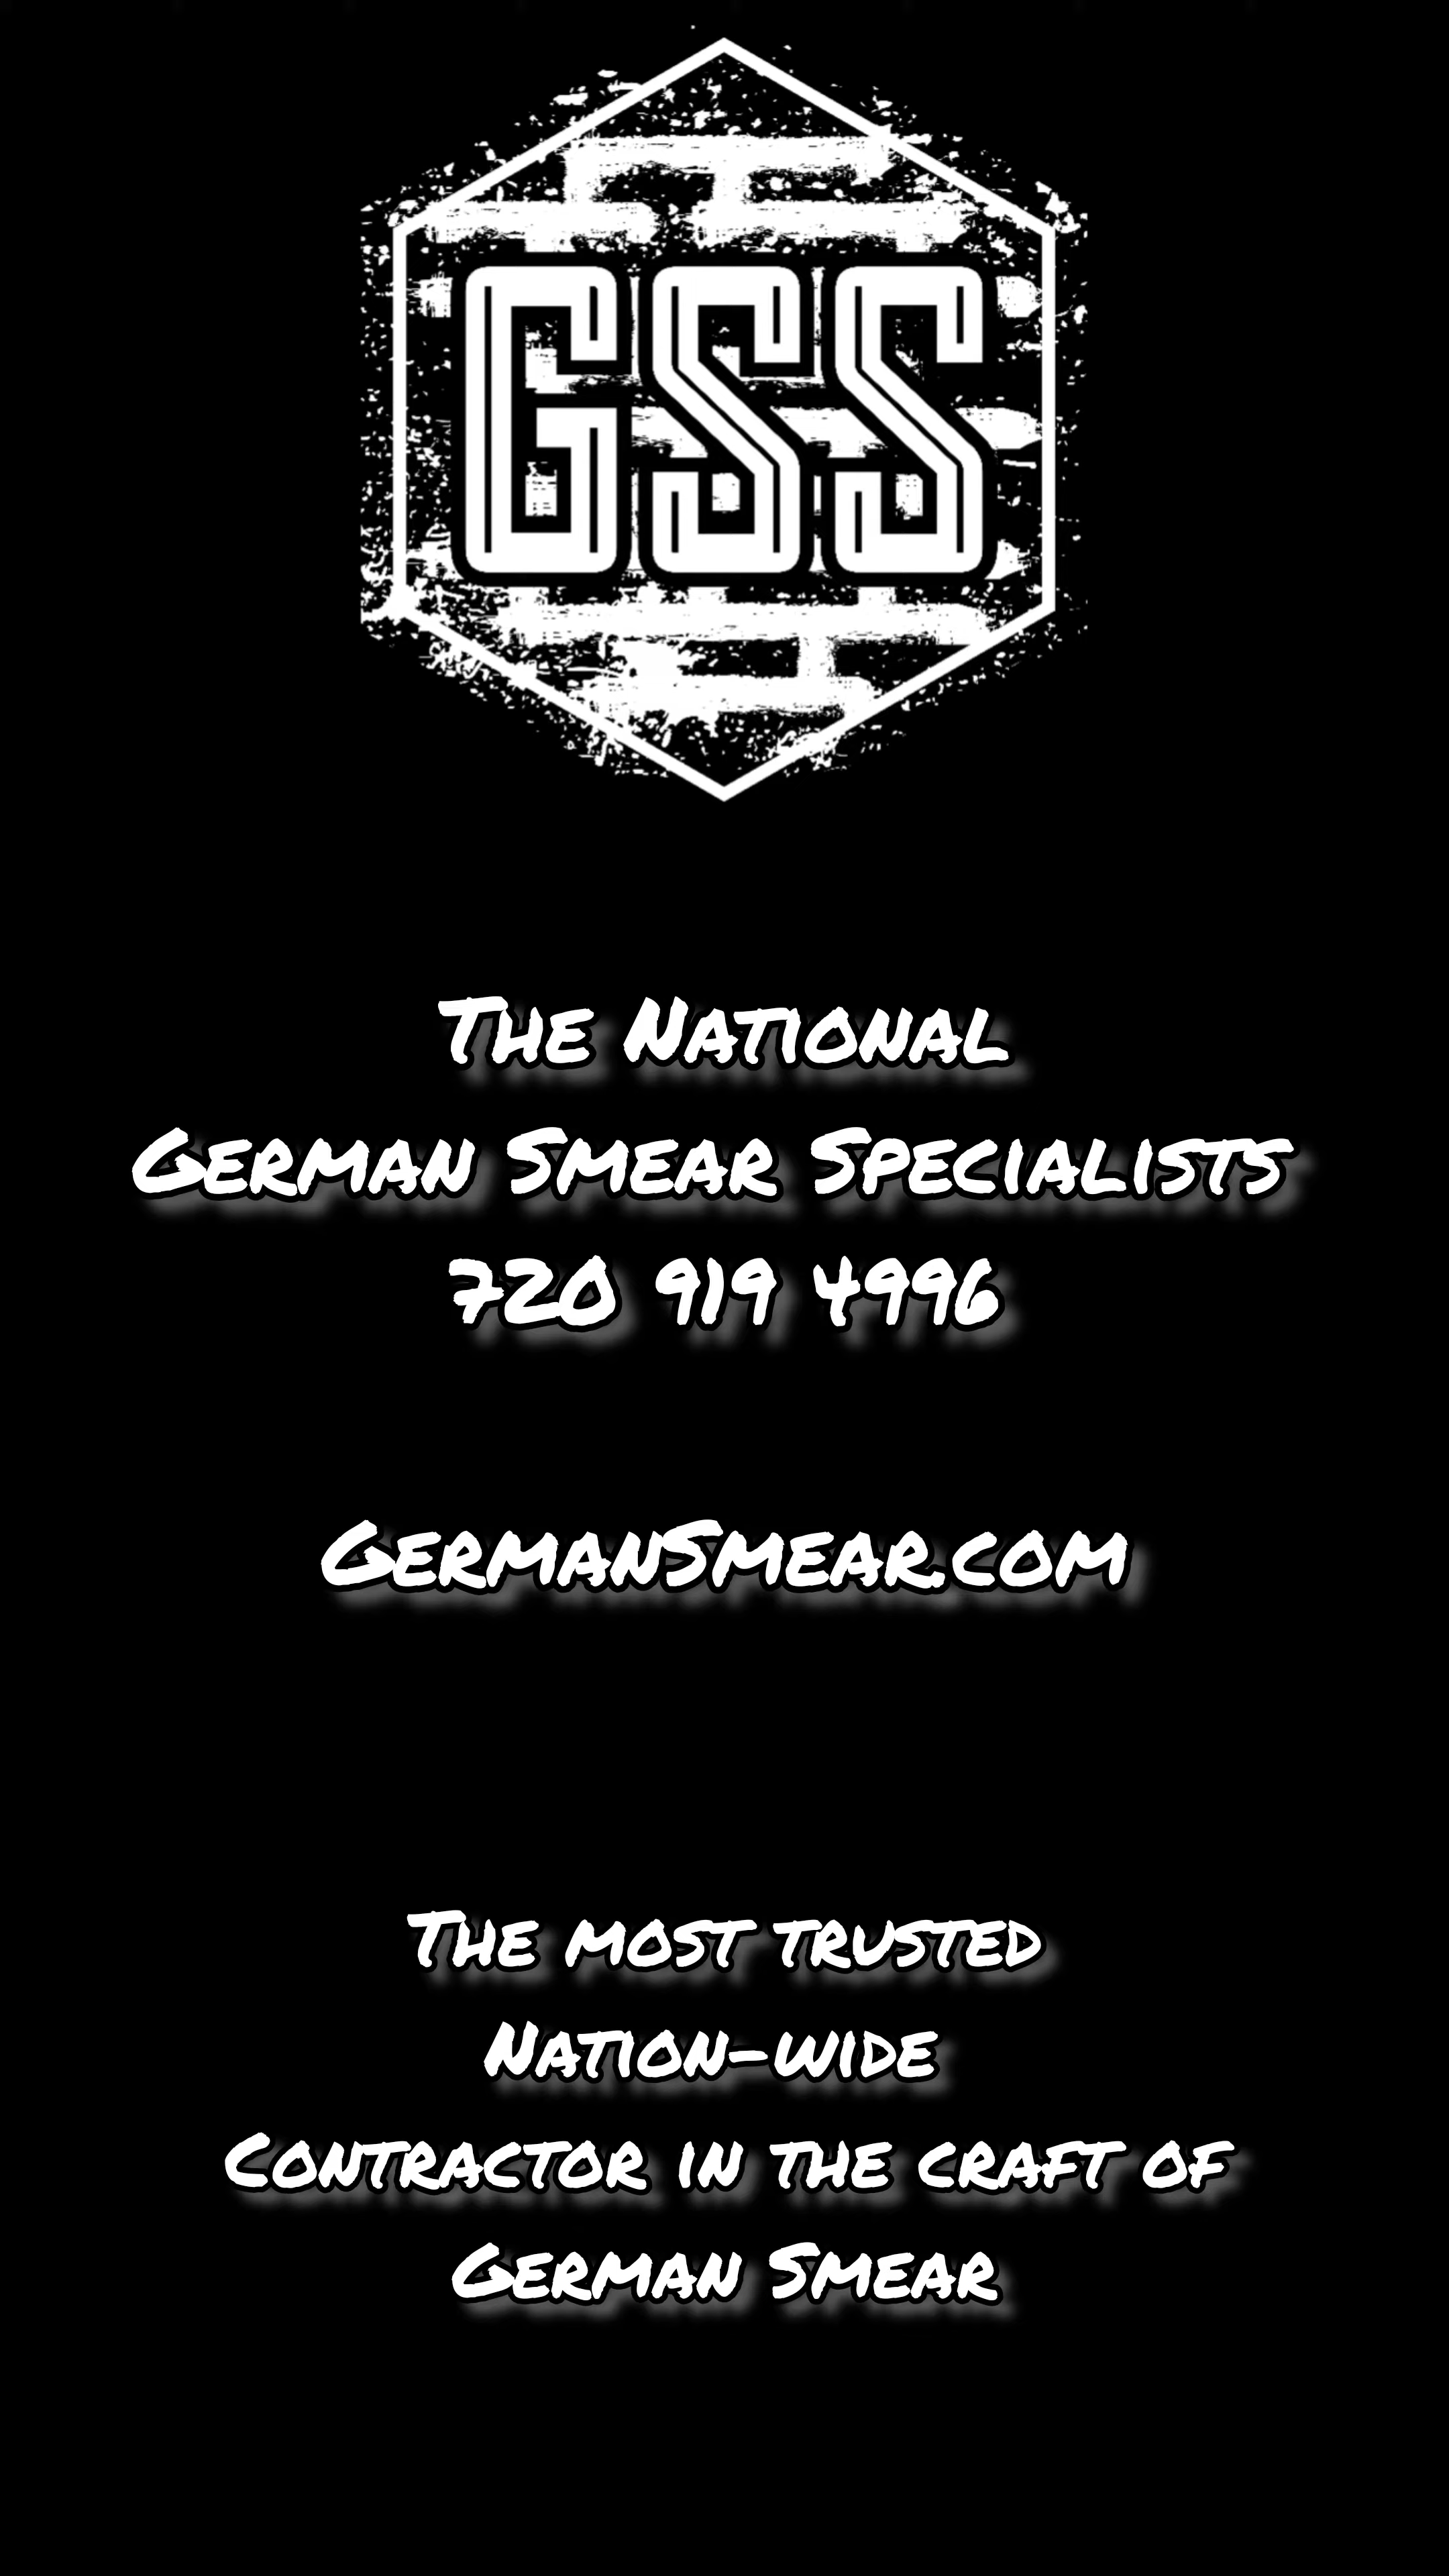 GSS
The National
German Smear Specialists
720 919 4996
GermanSmear.com
The most trusted
Nation-wide
Contractor in the craft of
German Smear